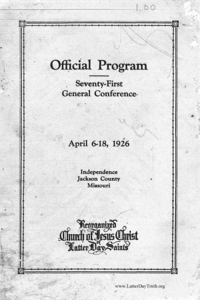 1.00
Official Program
Seventy-First
General Conference
April 6-18, 1926
Independence
Jackson County
Missouri
Reorganized
Church of Jesus Christ
of
Latter Day Saints
www.LatterDayTruth.org